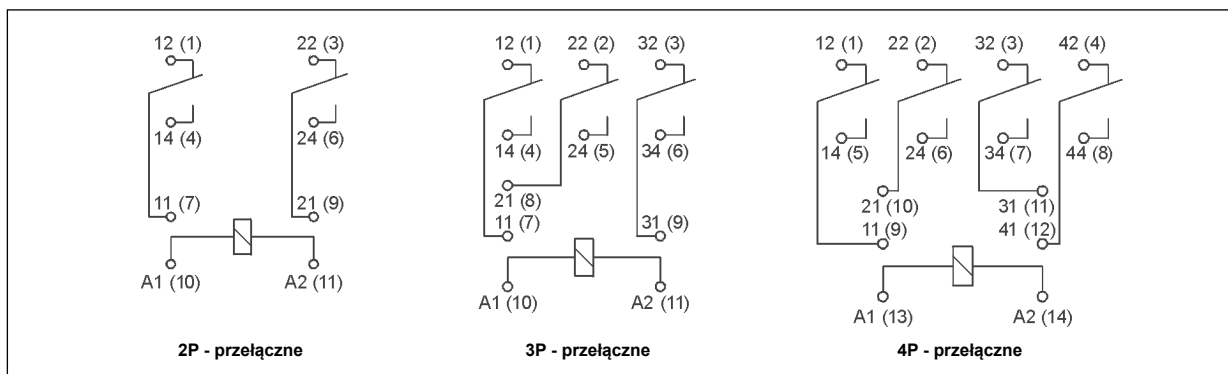 12 (1) 22 (3)
14 (4) 24 (6)
11 (7) 21 (9)
A1 (10) A2 (11)
2P - przełączne
12 (1) 22 (2) 32 (3)
14 (4) 24 (5) 34 (6)
21 (8)
11 (7) 31 (9)
A1 (10) A2 (11)
3P - przełączne
12 (1) 22 (2) 32 (3) 42 (4)
14 (5) 24 (6) 34 (7) 44 (8)
21 (10) 31 (11)
11 (9) 41 (12)
A1 (13) A2 (14)
4P - przełączne